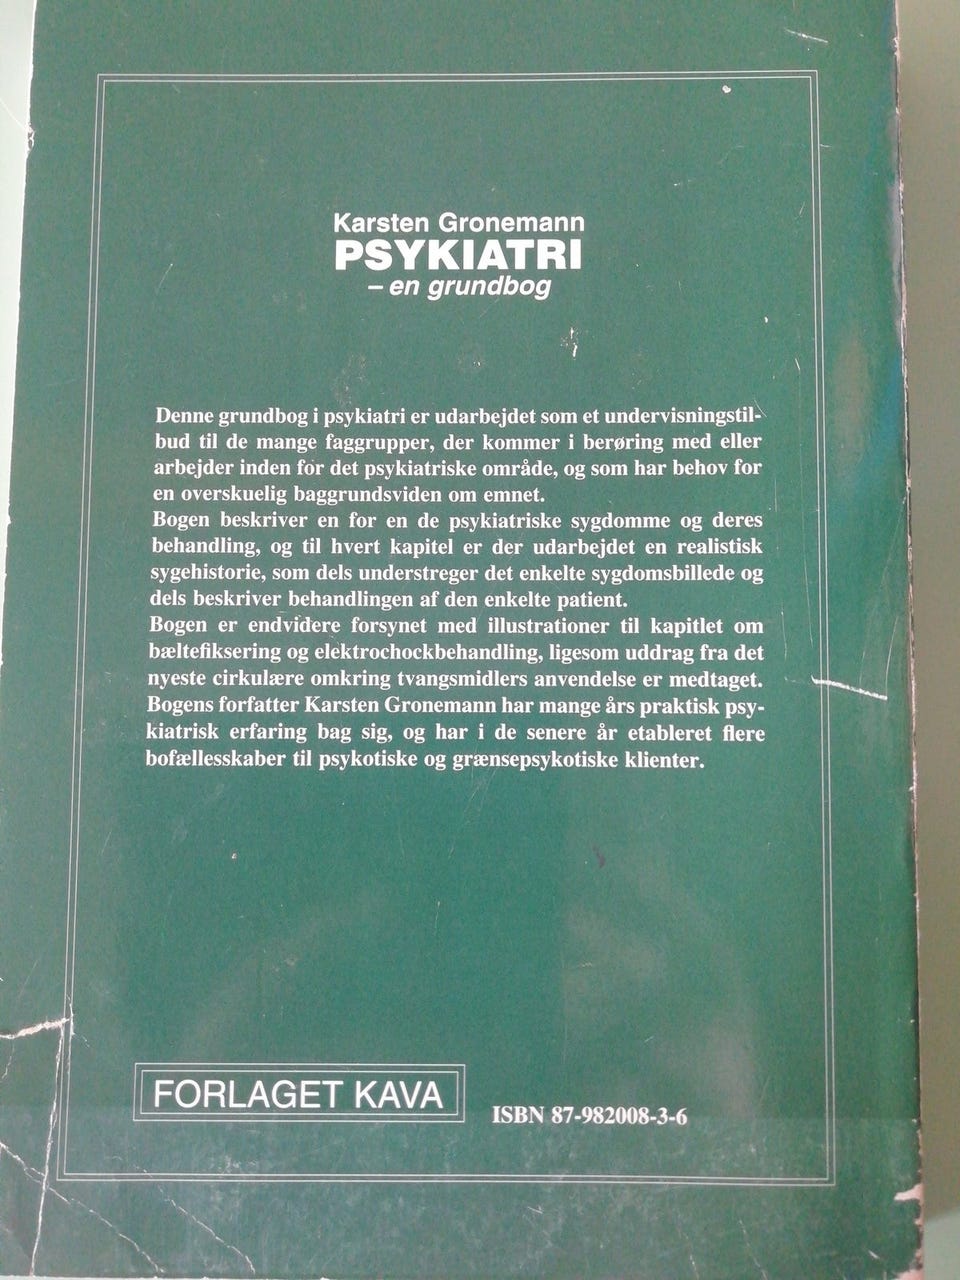 Karsten Gronemann
PSYKIATRI
– en grundbog
Denne grundbog i psykiatri er udarbejdet som et undervisningstil-
bud til de mange faggrupper, der kommer i berøring med eller
arbejder inden for det psykiatriske område, og som har behov for
en overskuelig baggrundsviden om emnet.
Bogen beskriver en for en de psykiatriske sygdomme og deres
behandling, og til hvert kapitel er der udarbejdet en realistisk
sygehistorie, som dels understreger det enkelte sygdomsbillede og
dels beskriver behandlingen af den enkelte patient.
Bogen er endvidere forsynet med illustrationer til kapitlet om
bæltefiksering og elektrochockbehandling, ligesom uddrag fra det
nyeste cirkulære omkring tvangsmidlers anvendelse er medtaget.
Bogens forfatter Karsten Gronemann har mange års praktisk psy-
kiatrisk erfaring bag sig, og har i de senere år etableret flere
bofællesskaber til psykotiske og grænsepsykotiske klienter.
FORLAGET KAVA
ISBN 87-982008-3-6